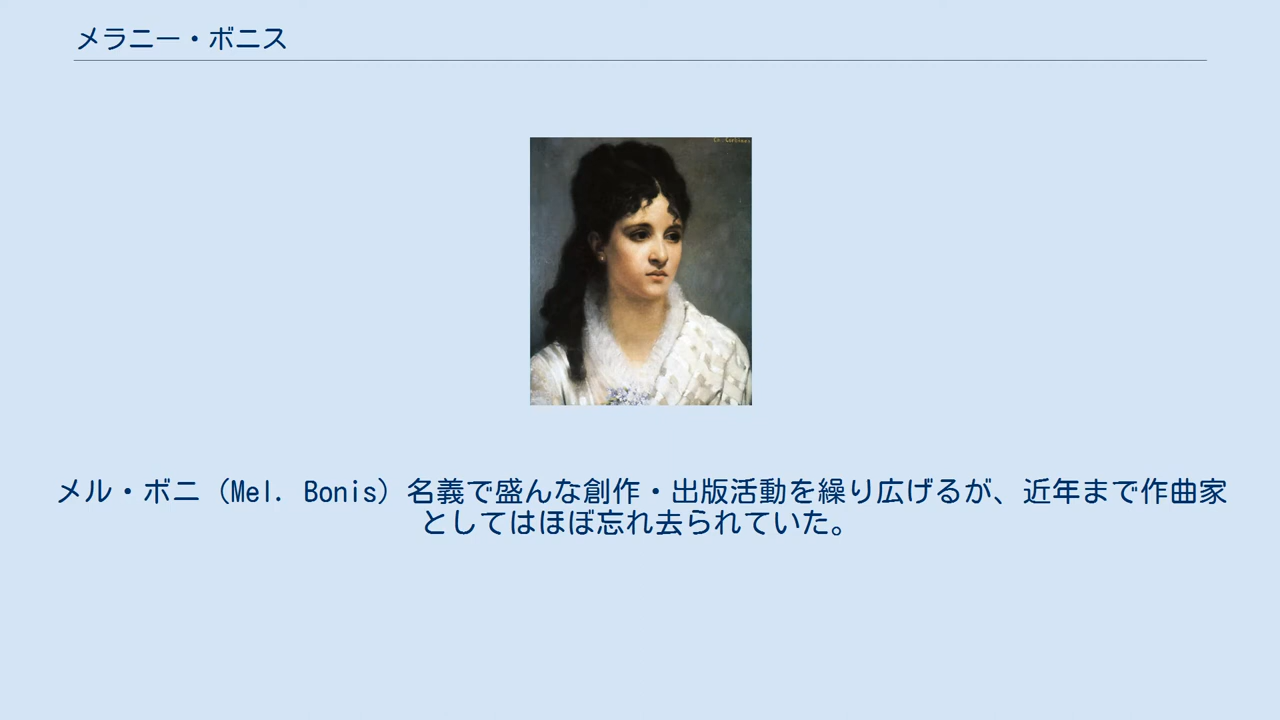 メラニー・ボニス
メル・ボニ（Mel. Bonis）名義で盛んな創作・出版活動を繰り広げるが、近年まで作曲家
としてはほぼ忘れ去られていた。